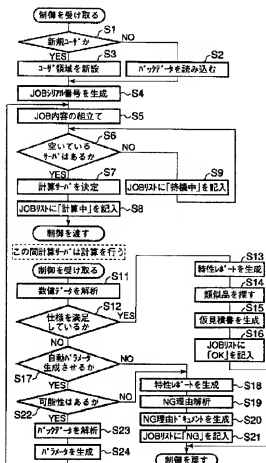 制御を受け取る
S1
新規ユーザか
NO
YES
S3
S2
ユーザ領域を新設
バックデータを読み込む
JOBシリアル番号を生成
S4
JOB内容の組立て
S5
S6
空いている
サーバはあるか
NO
YES
S7
S9
計算サーバを決定
JOBリストに「待機中」を記入
S8
JOBリストに「計算中」を記入
制御を渡す
この間計算サーバは計算を行う
制御を受け取る
S11
数値データを解析
S12
仕様を満足
しているか
YES
NO
S13
特性レポートを生成
S14
類似品を探す
S15
仮見積書を生成
S16
JOBリストに
「OK」を記入
自動パラメータ
生成させるか
NO
S17
YES
可能性はあるか
NO
S22
YES
特性レポートを生成
S18
NG理由解析
S19
NG理由ドキュメントを生成
S20
JOBリストに「NG」を記入
S21
バックデータを解析
S23
パラメータを生成
S24
制御を戻す